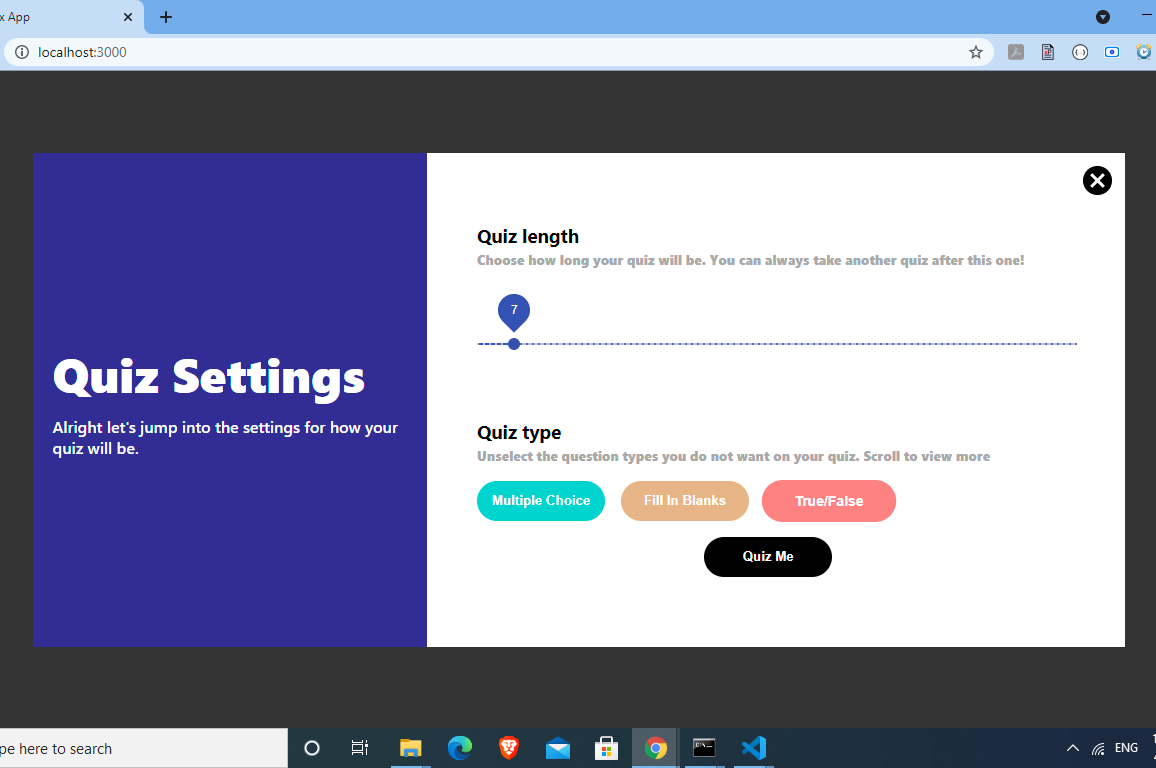 x App
localhost:3000
Quiz Settings
Alright let's jump into the settings for how your
quiz will be.
Quiz length
Choose how long your quiz will be. You can always take another quiz after this one!
7
Quiz type
Unselect the question types you do not want on your quiz. Scroll to view more
Multiple Choice
Fill In Blanks
True/False
Quiz Me
pe here to search
ENG